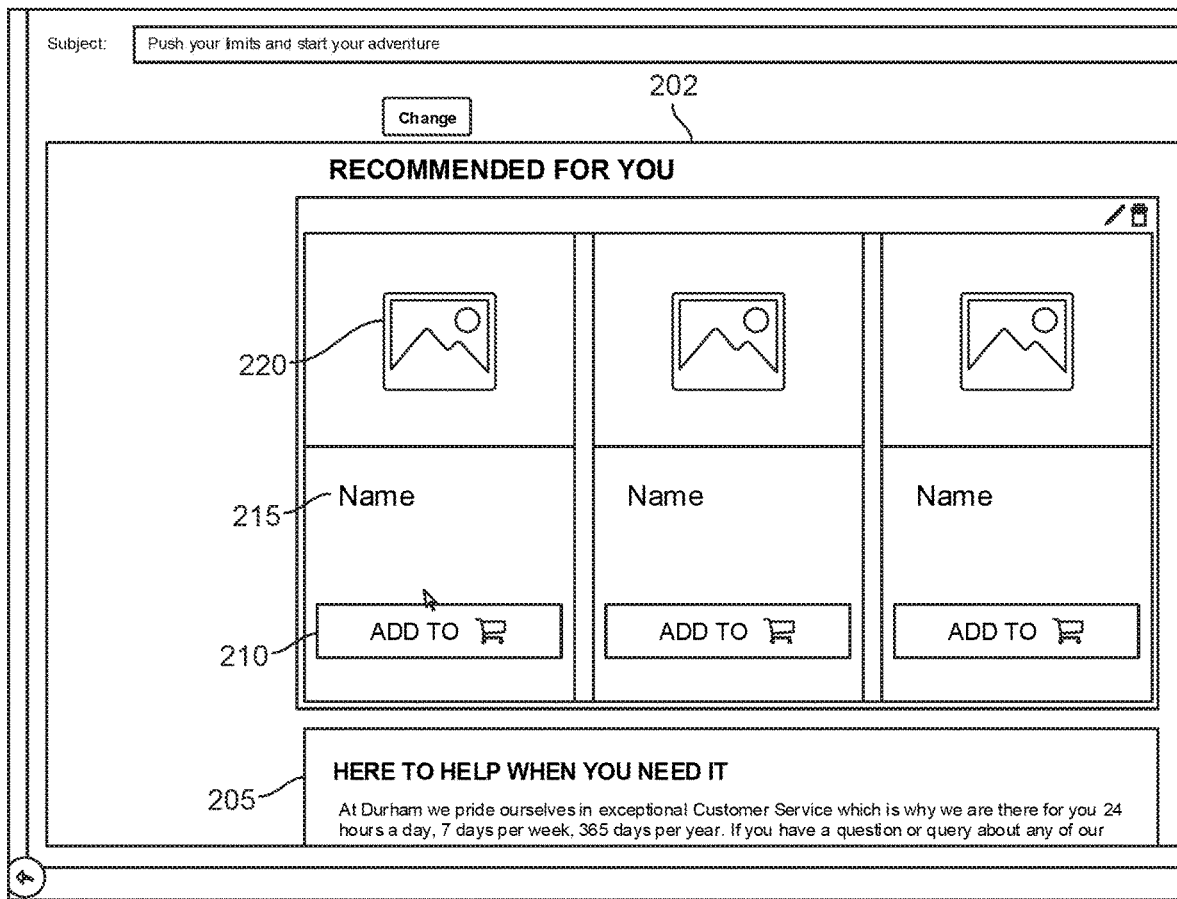 Subject: Push your limits and start your adventure
202
Change
RECOMMENDED FOR YOU
220
215 Name Name Name
210 ADD TO ADD TO ADD TO
205
HERE TO HELP WHEN YOU NEED IT
At Durham we pride ourselves in exceptional Customer Service which is why we are there for you 24
hours a day, 7 days per week, 365 days per year. If you have a question or query about any of our